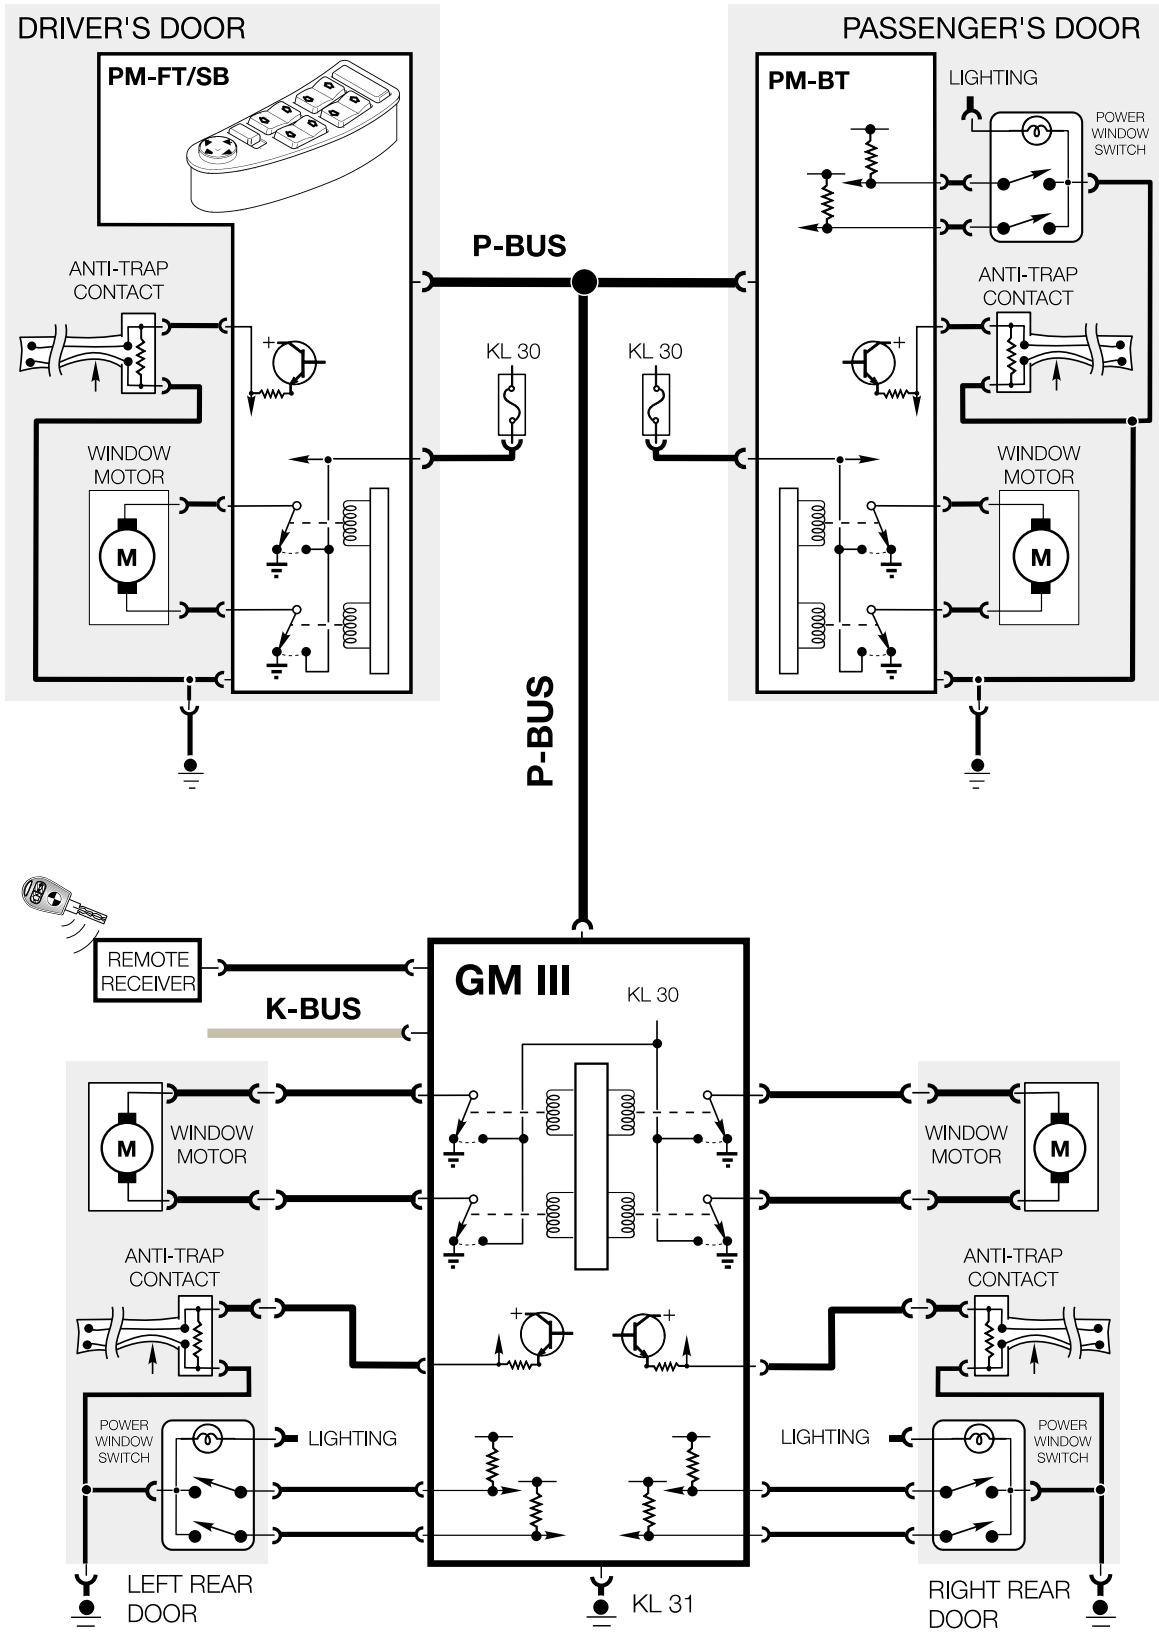 DRIVER'S DOOR
PASSENGER'S DOOR
PM-FT/SB
PM-BT
LIGHTING
POWER
WINDOW
SWITCH
P-BUS
ANTI-TRAP
CONTACT
ANTI-TRAP
CONTACT
KL 30
KL 30
+
+
WINDOW
MOTOR
WINDOW
MOTOR
M
M
P-BUS
REMOTE
RECEIVER
GM III
KL 30
K-BUS
WINDOW
MOTOR
WINDOW
MOTOR
M
M
ANTI-TRAP
CONTACT
ANTI-TRAP
CONTACT
+
+
POWER
WINDOW
SWITCH
LIGHTING
LIGHTING
POWER
WINDOW
SWITCH
LEFT REAR
DOOR
KL 31
RIGHT REAR
DOOR